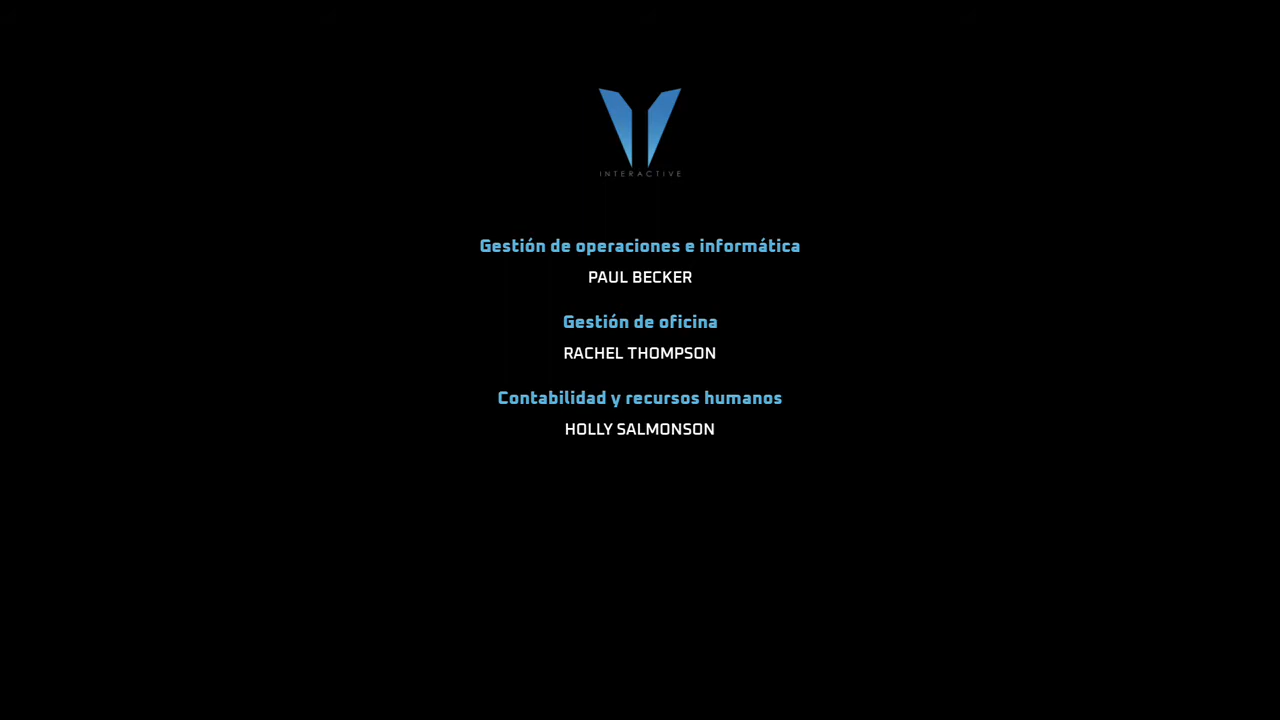 INTERACTIVE
Gestión de operaciones e informática
PAUL BECKER
Gestión de oficina
RACHEL THOMPSON
Contabilidad y recursos humanos
HOLLY SALMONSON